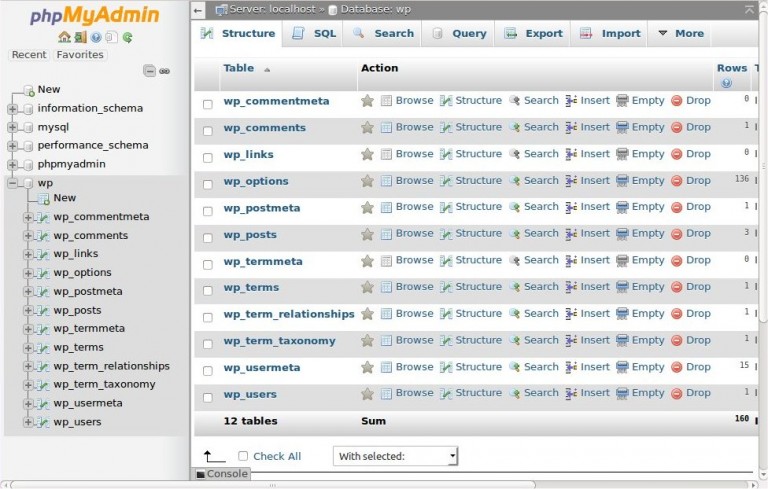 phpMyAdmin
Recent Favorites
New
information_schema
mysql
performance_schema
phpmyadmin
wp
New
wp_commentmeta
wp_comments
wp_links
wp_options
wp_postmeta
wp_posts
wp_termmeta
wp_terms
wp_term_relationships
wp_term_taxonomy
wp_usermeta
wp_users
Server: localhost » Database: wp
Structure SQL Search Query Export Import More
Table Action Rows
wp_commentmeta Browse Structure Search Insert Empty Drop 0
wp_comments Browse Structure Search Insert Empty Drop 1
wp_links Browse Structure Search Insert Empty Drop 0
wp_options Browse Structure Search Insert Empty Drop 136
wp_postmeta Browse Structure Search Insert Empty Drop 1
wp_posts Browse Structure Search Insert Empty Drop 3
wp_termmeta Browse Structure Search Insert Empty Drop 0
wp_terms Browse Structure Search Insert Empty Drop 1
wp_term_relationships Browse Structure Search Insert Empty Drop 1
wp_term_taxonomy Browse Structure Search Insert Empty Drop 1
wp_usermeta Browse Structure Search Insert Empty Drop 15
wp_users Browse Structure Search Insert Empty Drop 1
12 tables Sum 160
Check All With selected:
Console